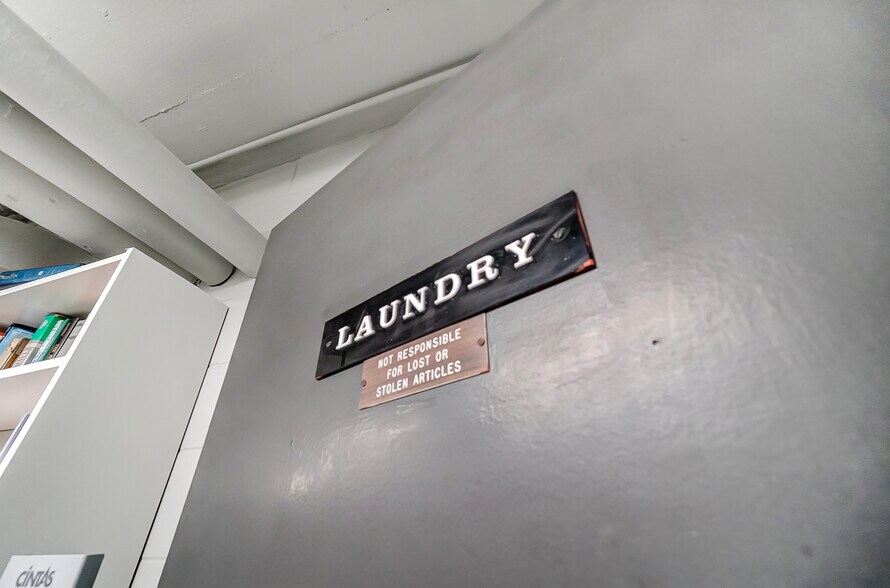 LAUNDRY
NOT RESPONSIBLE
FOR LOST OR
STOLEN ARTICLES
CINTAS